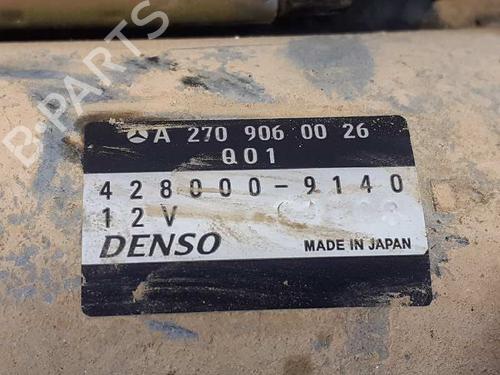 B-PARTS
A 270 906 00 26
Q01
428000-9140
12V
DENSO
MADE IN JAPAN